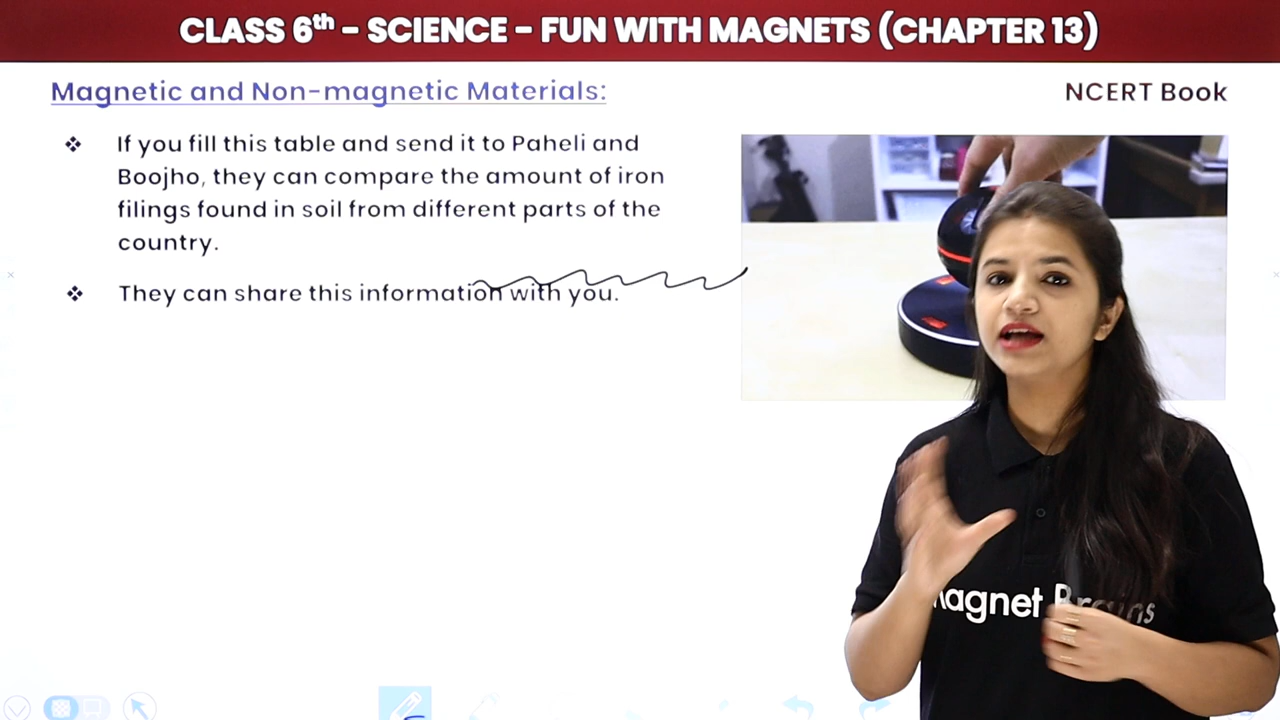 CLASS 6th – SCIENCE – FUN WITH MAGNETS (CHAPTER 13)
Magnetic and Non-magnetic Materials:
NCERT Book
❖ If you fill this table and send it to Paheli and
Boojho, they can compare the amount of iron
filings found in soil from different parts of the
country.
❖ They can share this information with you.
agnet Brains